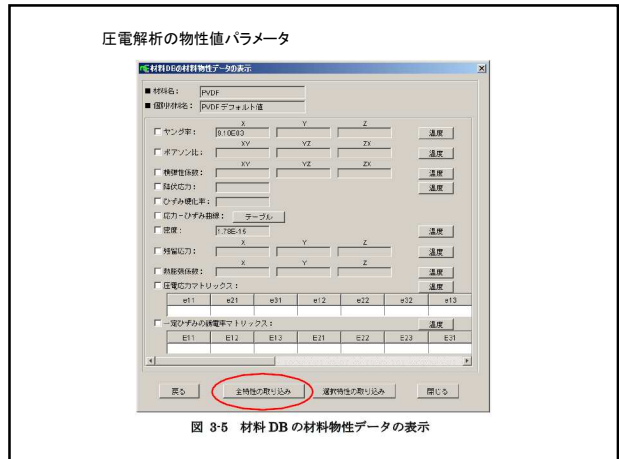 圧電解析の物性値パラメータ
材料DBの材料物性データの表示
■ 材料名: PVDF
■ 個別材料名: PVDFデフォルト値
X Y Z
ヤング率: 9.10E03 温度
XY YZ ZX
ポアソン比: 温度
XY YZ ZX
横弾性係数: 温度
降伏応力: 温度
ひずみ硬化率:
応力-ひずみ曲線: テーブル
密度: 1.78E-15 温度
X Y Z
残留応力: 温度
X Y Z
熱膨張係数: 温度
圧電応力マトリックス: 温度
e11 e21 e31 e12 e22 e32 e13
一定ひずみの誘電率マトリックス: 温度
E11 E12 E13 E21 E22 E23 E31
戻る 全特性の取り込み 選択特性の取り込み 閉じる
図 3-5 材料 DB の材料物性データの表示